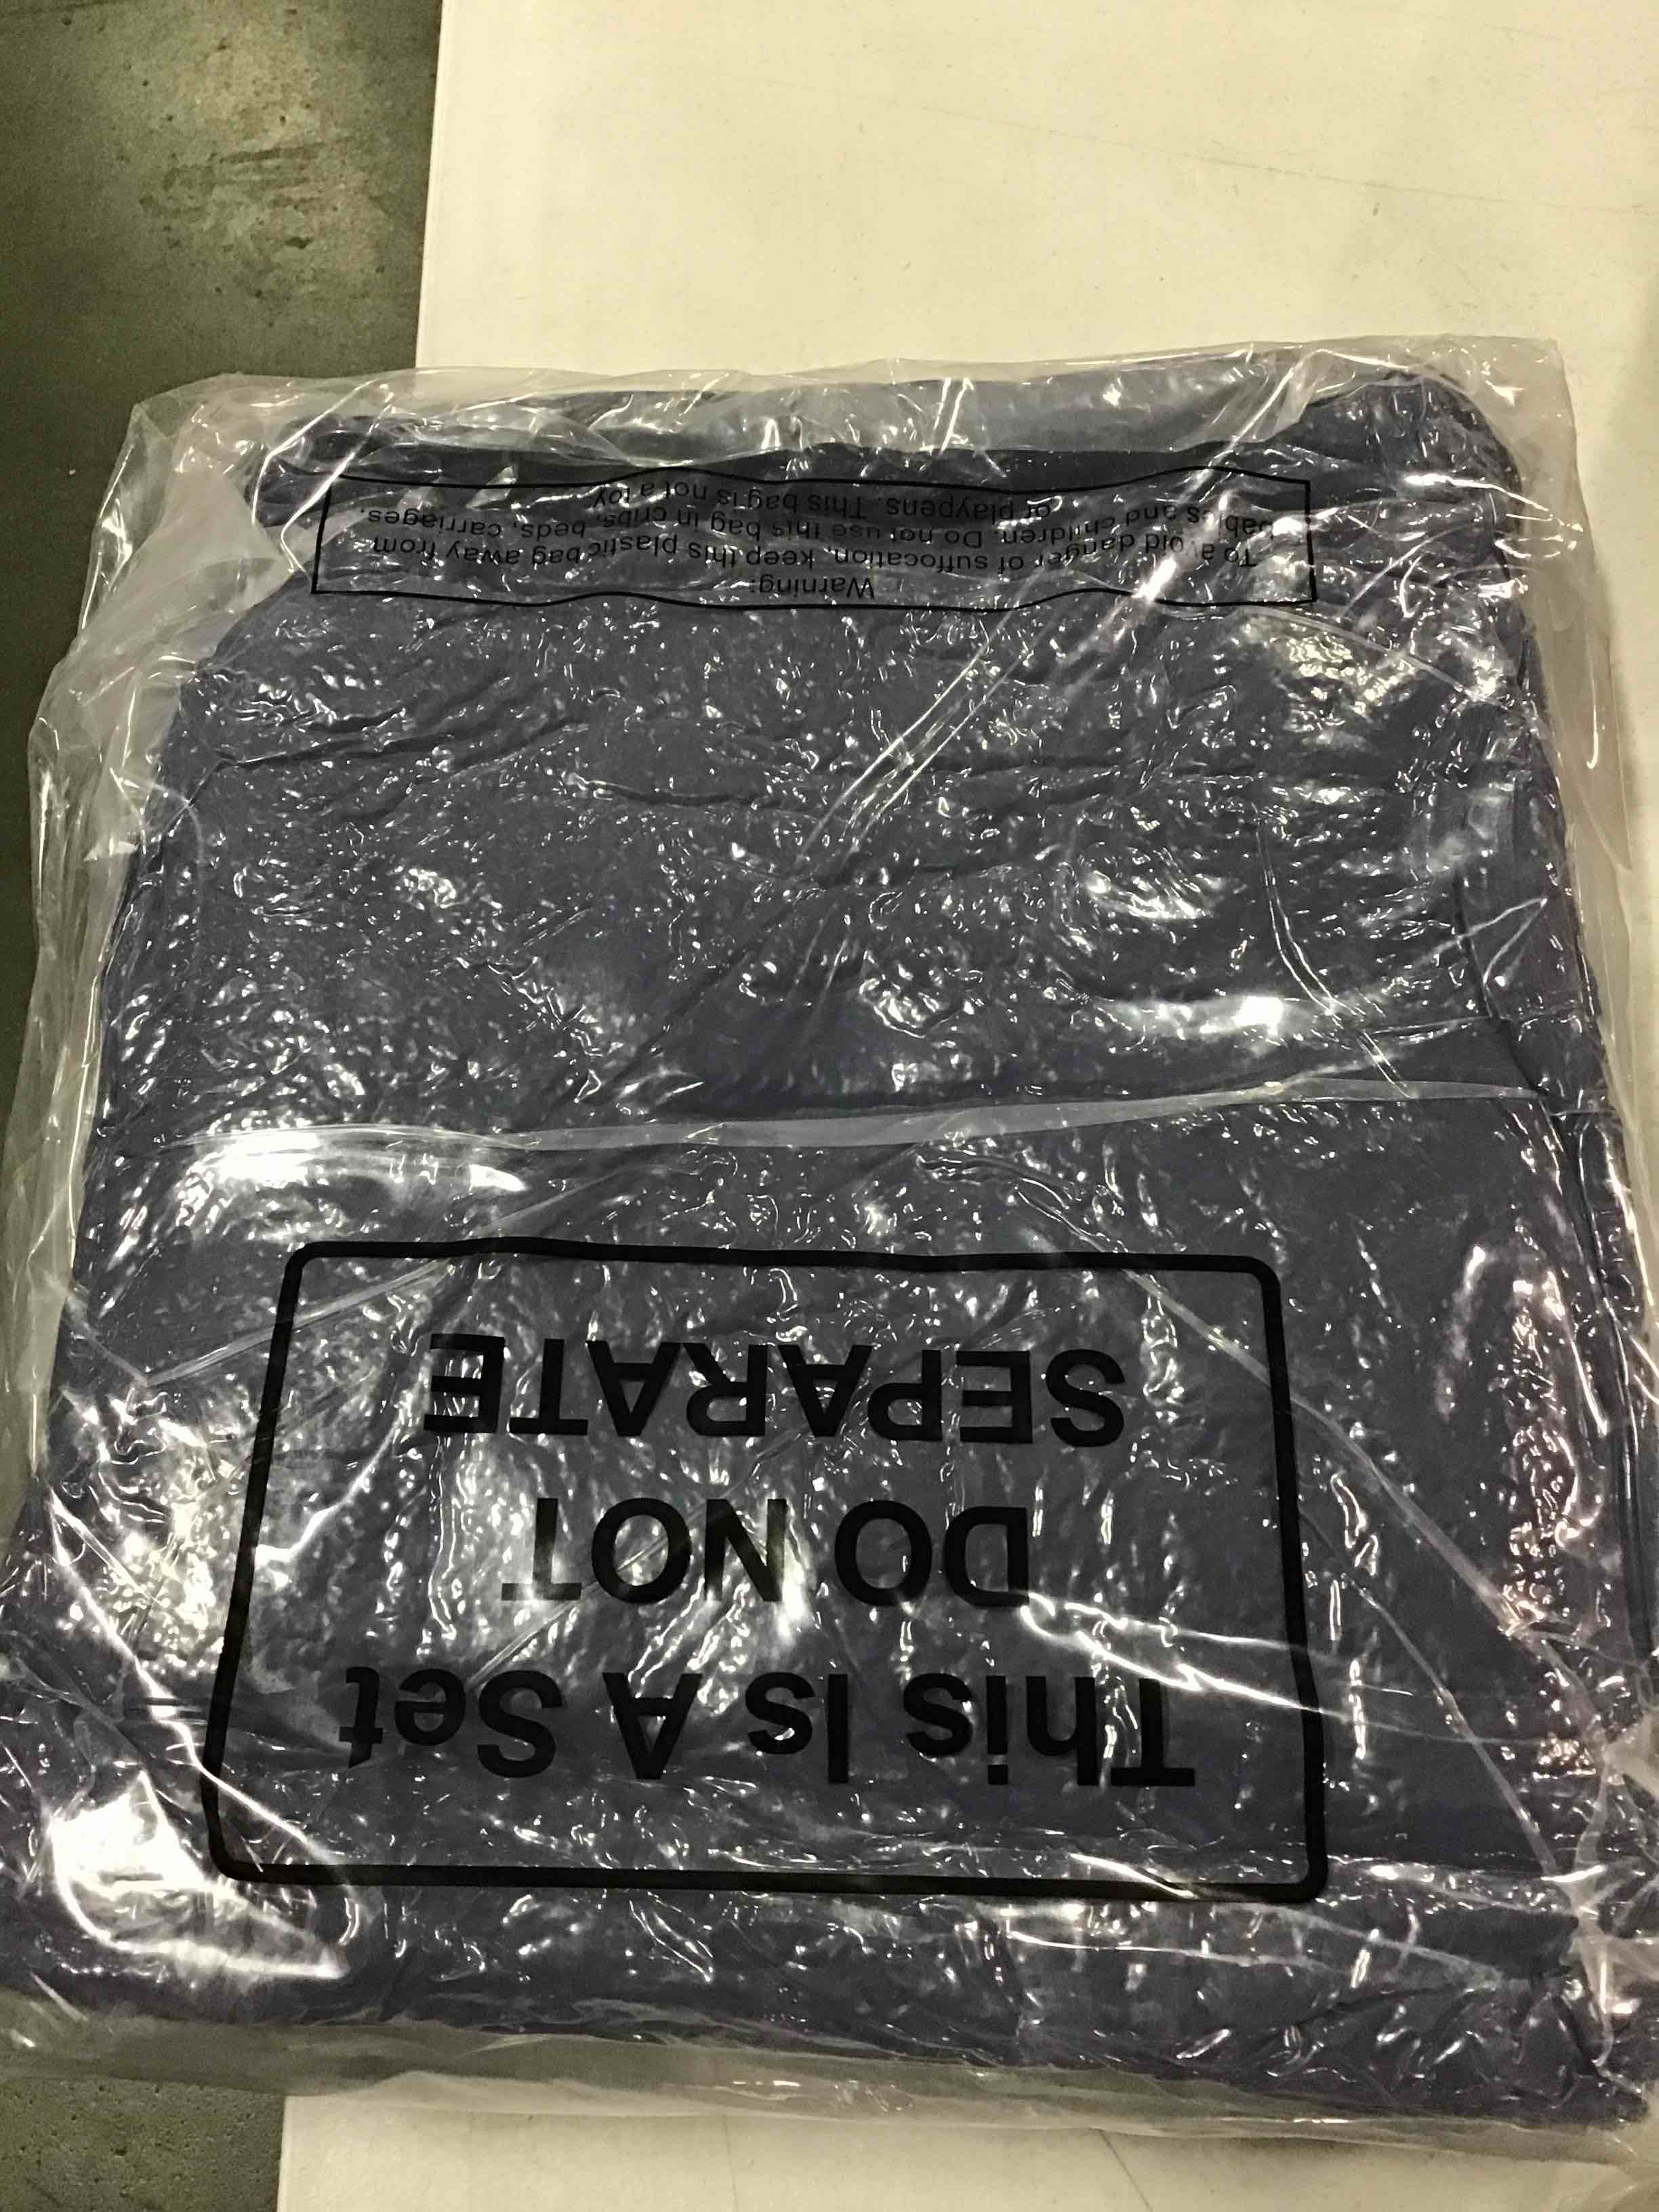 This Is A Set
DO NOT
SEPARATE
Warning:
To avoid danger of suffocation, keep this plastic bag away from
babies and children. Do not use this bag in cribs, beds, carriages,
or playpens. This bag is not a toy.